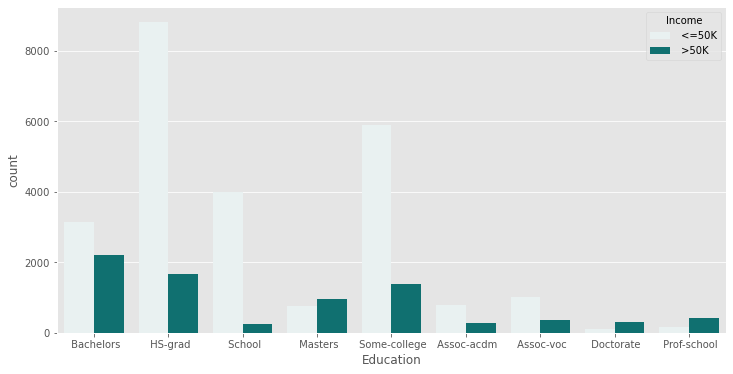 Income
<=50K
>50K
8000
6000
4000
2000
0
count
Bachelors HS-grad School Masters Some-college Assoc-acdm Assoc-voc Doctorate Prof-school
Education